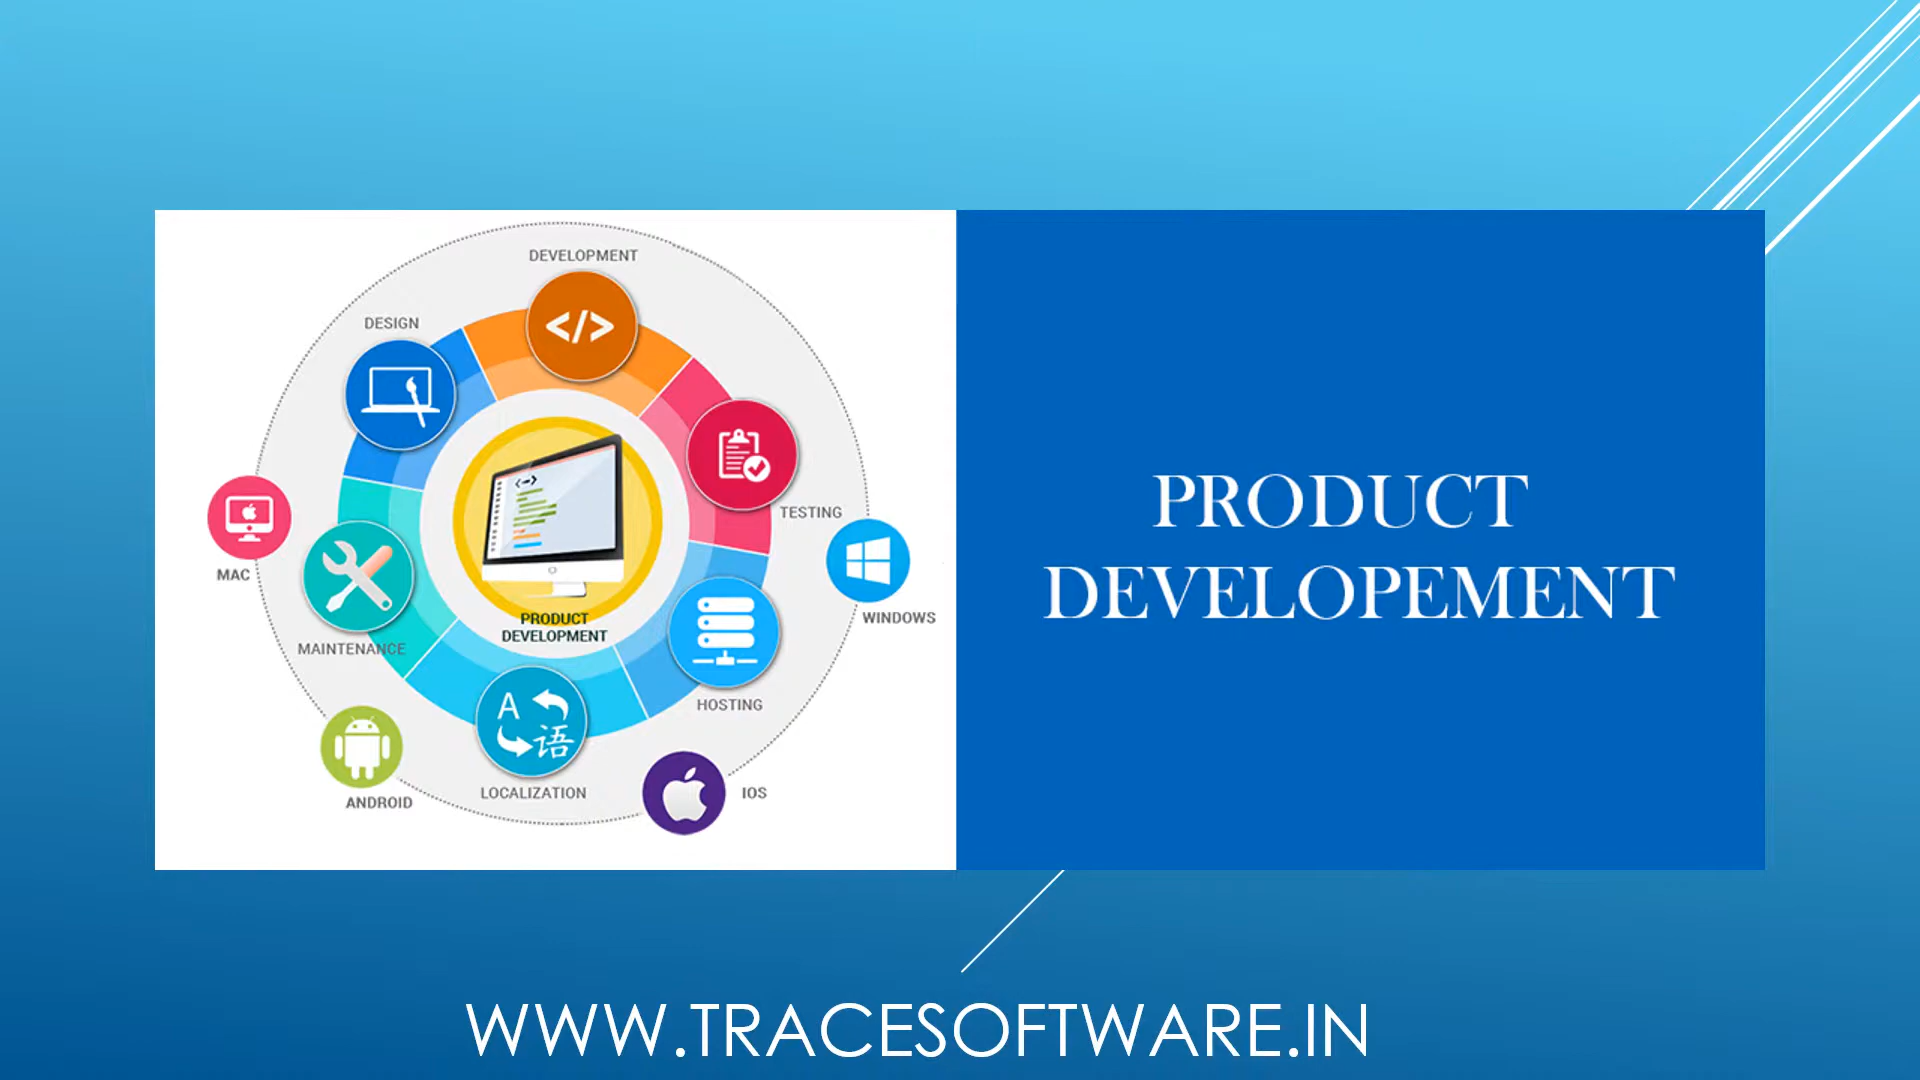 DEVELOPMENT
DESIGN
</>
TESTING
MAC
WINDOWS
PRODUCT
DEVELOPMENT
MAINTENANCE
HOSTING
A
语
LOCALIZATION
IOS
ANDROID
PRODUCT
DEVELOPEMENT
WWW.TRACESOFTWARE.IN